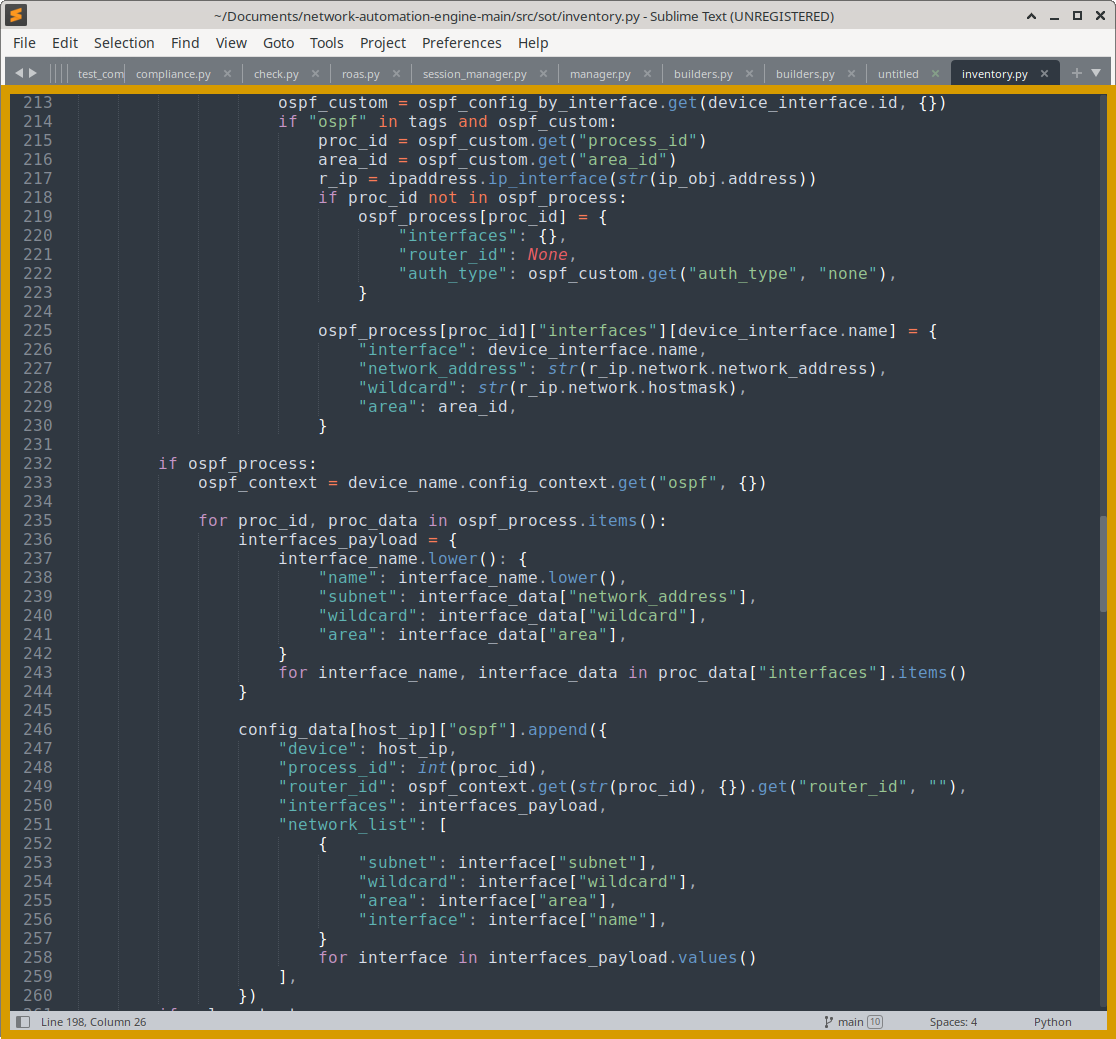 ~/Documents/network-automation-engine-main/src/sot/inventory.py - Sublime Text (UNREGISTERED)
File Edit Selection Find View Goto Tools Project Preferences Help
test_com compliance.py check.py roas.py session_manager.py manager.py builders.py builders.py untitled inventory.py
213 ospf_custom = ospf_config_by_interface.get(device_interface.id, {})
214 if "ospf" in tags and ospf_custom:
215 proc_id = ospf_custom.get("process_id")
216 area_id = ospf_custom.get("area_id")
217 r_ip = ipaddress.ip_interface(str(ip_obj.address))
218 if proc_id not in ospf_process:
219 ospf_process[proc_id] = {
220 "interfaces": {},
221 "router_id": None,
222 "auth_type": ospf_custom.get("auth_type", "none"),
223 }
224
225 ospf_process[proc_id]["interfaces"][device_interface.name] = {
226 "interface": device_interface.name,
227 "network_address": str(r_ip.network.network_address),
228 "wildcard": str(r_ip.network.hostmask),
229 "area": area_id,
230 }
231
232 if ospf_process:
233 ospf_context = device_name.config_context.get("ospf", {})
234
235 for proc_id, proc_data in ospf_process.items():
236 interfaces_payload = {
237 interface_name.lower(): {
238 "name": interface_name.lower(),
239 "subnet": interface_data["network_address"],
240 "wildcard": interface_data["wildcard"],
241 "area": interface_data["area"],
242 }
243 for interface_name, interface_data in proc_data["interfaces"].items()
244 }
245
246 config_data[host_ip]["ospf"].append({
247 "device": host_ip,
248 "process_id": int(proc_id),
249 "router_id": ospf_context.get(str(proc_id), {}).get("router_id", ""),
250 "interfaces": interfaces_payload,
251 "network_list": [
252 {
253 "subnet": interface["subnet"],
254 "wildcard": interface["wildcard"],
255 "area": interface["area"],
256 "interface": interface["name"],
257 }
258 for interface in interfaces_payload.values()
259 ],
260 })
Line 198, Column 26 main 10 Spaces: 4 Python